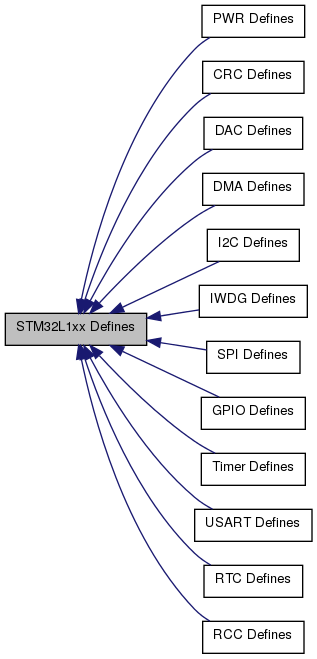 PWR Defines
CRC Defines
DAC Defines
DMA Defines
I2C Defines
IWDG Defines
STM32L1xx Defines
SPI Defines
GPIO Defines
Timer Defines
USART Defines
RTC Defines
RCC Defines